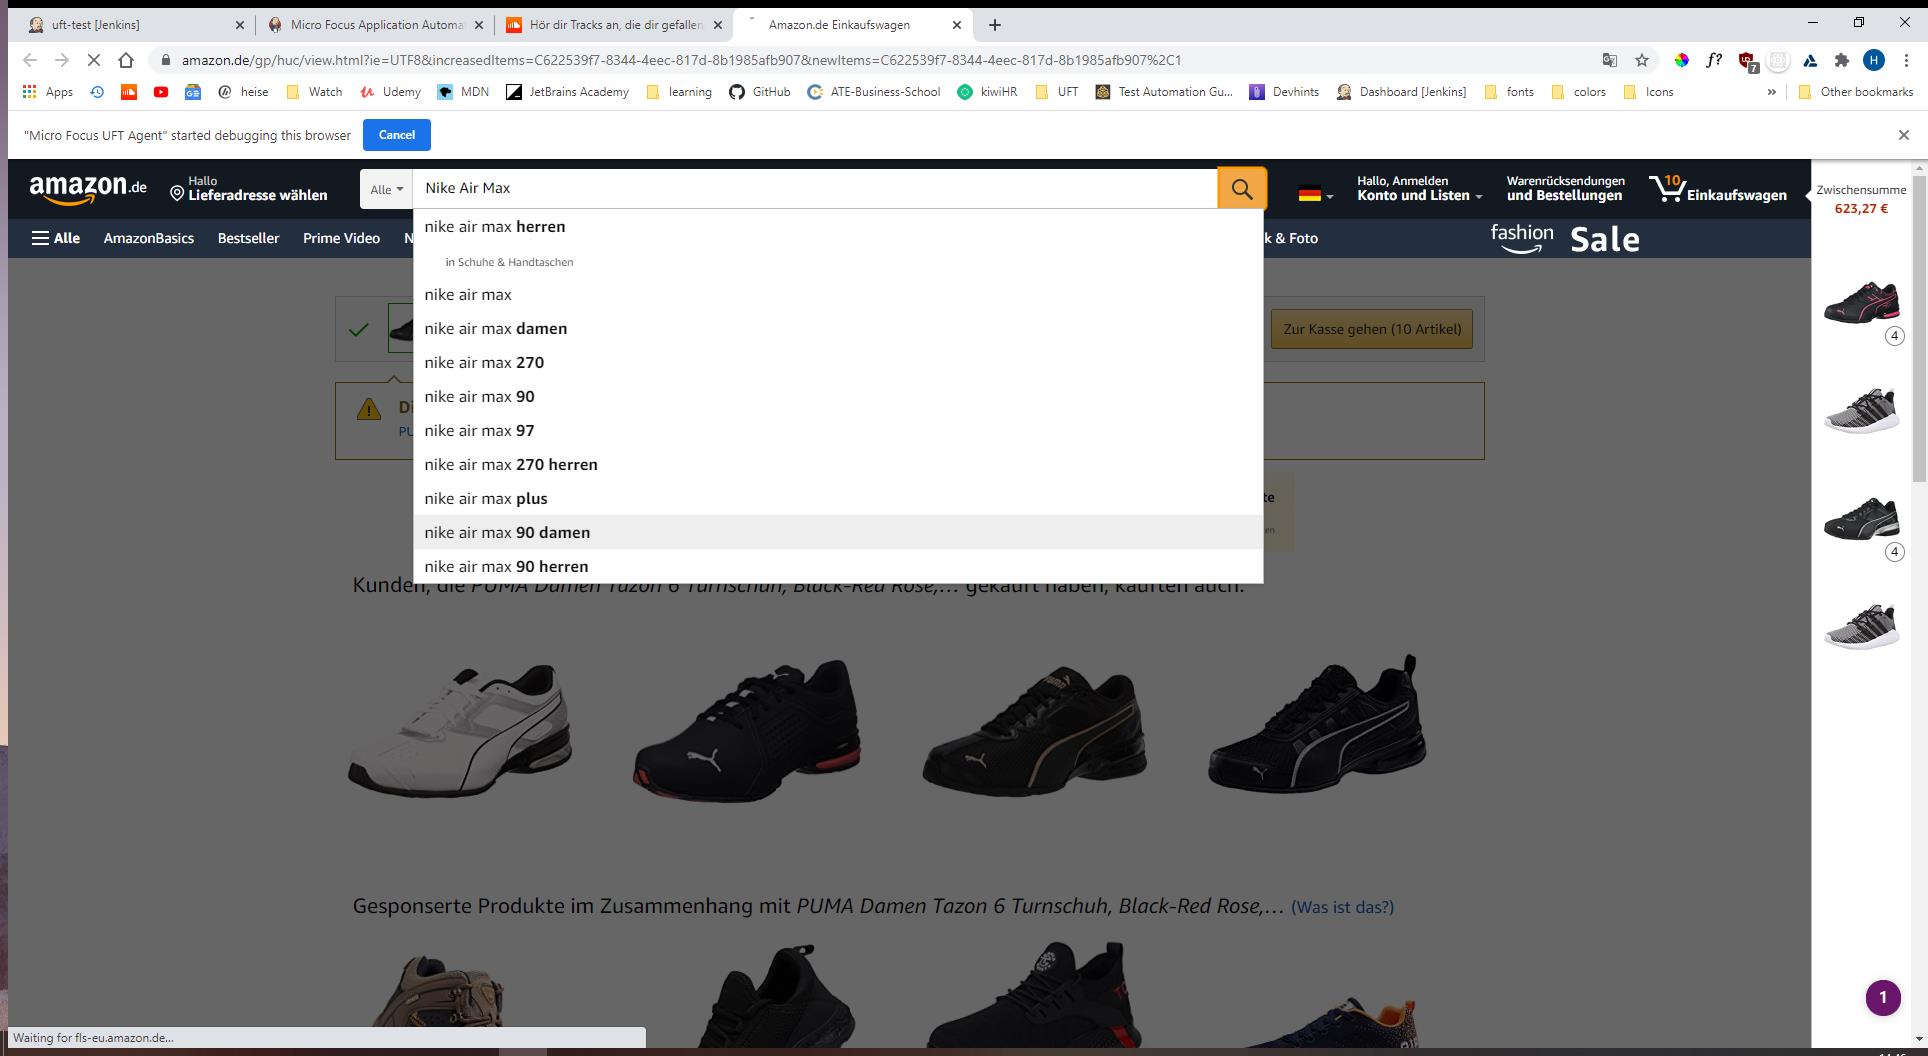 uft-test [Jenkins]
Micro Focus Application Automa
Hör dir Tracks an, die dir gefallen
Amazon.de Einkaufswagen
amazon.de/gp/huc/view.html?ie=UTF8&increasedItems=C622539f7-8344-4eec-817d-8b1985afb907&newItems=C622539f7-8344-4eec-817d-8b1985afb907%2C1
f?
7
H
Apps
heise
Watch
Udemy
MDN
JetBrains Academy
learning
GitHub
ATE-Business-School
kiwiHR
UFT
Test Automation Gu...
Devhints
Dashboard [Jenkins]
fonts
colors
Icons
»
Other bookmarks
"Micro Focus UFT Agent" started debugging this browser
Cancel
amazon.de
Hallo
Lieferadresse wählen
Alle
Nike Air Max
Hallo, Anmelden
Konto und Listen
Warenrücksendungen
und Bestellungen
10
Einkaufswagen
Zwischensumme
623,27 €
Alle
AmazonBasics
Bestseller
Prime Video
N
k & Foto
fashion
Sale
nike air max herren
in Schuhe & Handtaschen
nike air max
nike air max damen
nike air max 270
nike air max 90
nike air max 97
nike air max 270 herren
nike air max plus
nike air max 90 damen
nike air max 90 herren
Zur Kasse gehen (10 Artikel)
Di
PU
te
en
4
4
Kunden, die PUMA Damen Tazon 6 Turnschuh, Black-Red Rose,... gekauft haben, kauften auch:
Gesponserte Produkte im Zusammenhang mit PUMA Damen Tazon 6 Turnschuh, Black-Red Rose,... (Was ist das?)
1
Waiting for fls-eu.amazon.de...